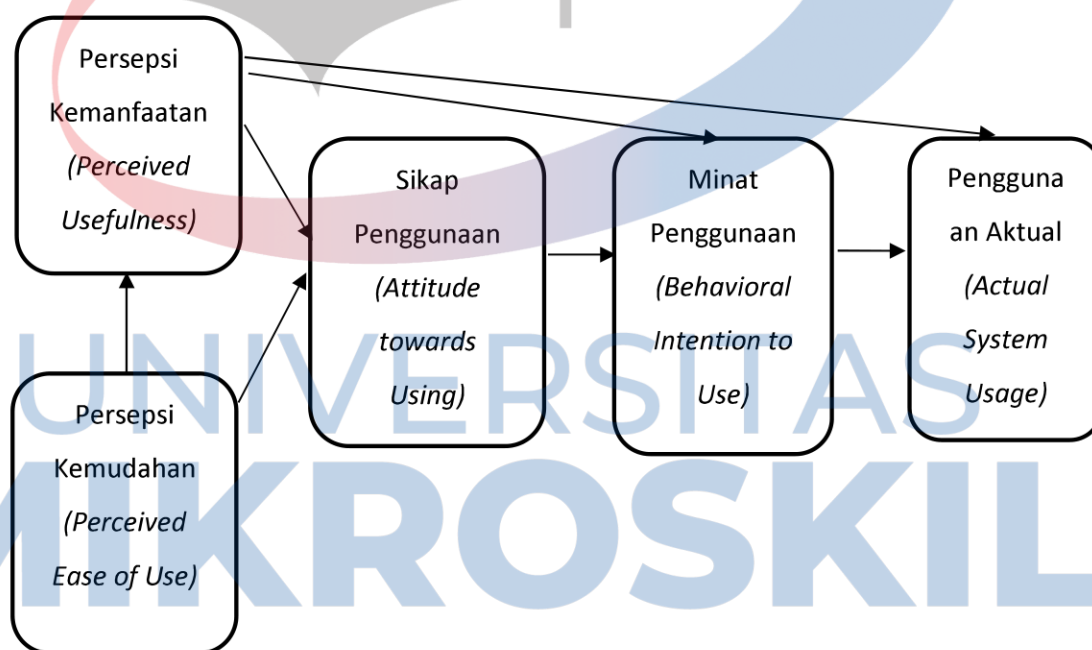 Persepsi
Kemanfaatan
(Perceived
Usefulness)
Sikap
Penggunaan
(Attitude
towards
Using)
Minat
Penggunaan
(Behavioral
Intention to
Use)
Pengguna
an Aktual
(Actual
System
Usage)
Persepsi
Kemudahan
(Perceived
Ease of Use)
UNIVERSITAS
MIKROSKIL